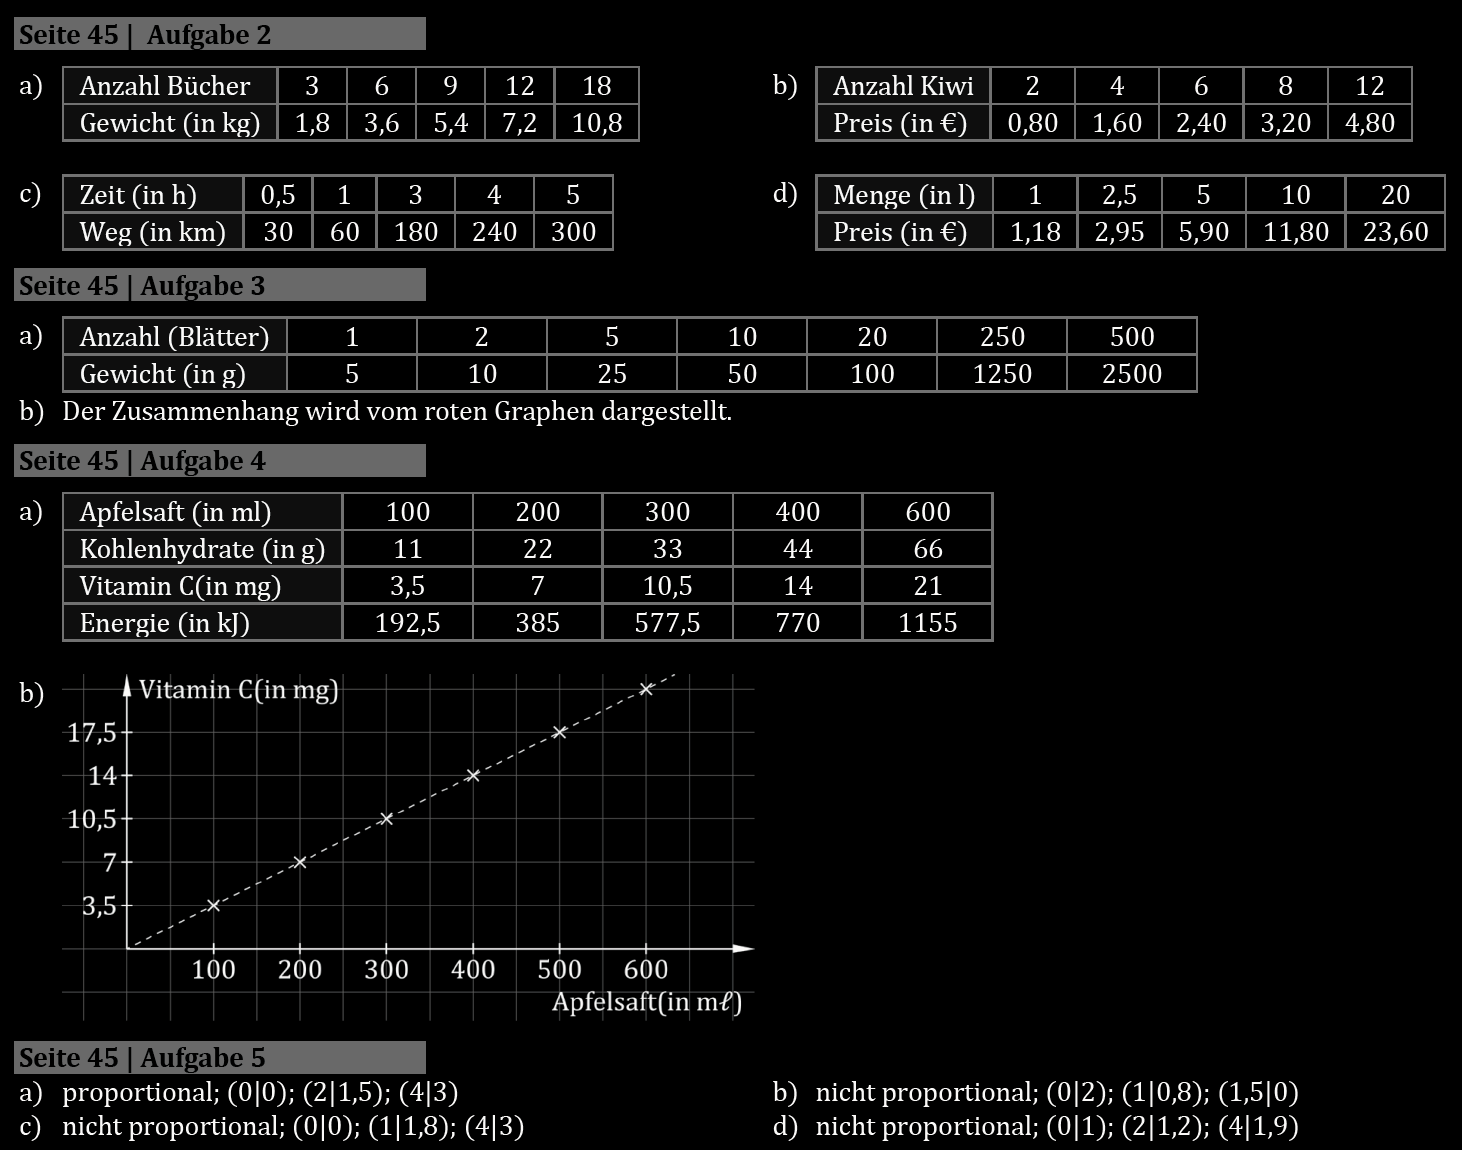 Seite 45 | Aufgabe 2
a) Anzahl Bücher 3 6 9 12 18
Gewicht (in kg) 1,8 3,6 5,4 7,2 10,8
b) Anzahl Kiwi 2 4 6 8 12
Preis (in €) 0,80 1,60 2,40 3,20 4,80
c) Zeit (in h) 0,5 1 3 4 5
Weg (in km) 30 60 180 240 300
d) Menge (in l) 1 2,5 5 10 20
Preis (in €) 1,18 2,95 5,90 11,80 23,60
Seite 45 | Aufgabe 3
a) Anzahl (Blätter) 1 2 5 10 20 250 500
Gewicht (in g) 5 10 25 50 100 1250 2500
b) Der Zusammenhang wird vom roten Graphen dargestellt.
Seite 45 | Aufgabe 4
a) Apfelsaft (in ml) 100 200 300 400 600
Kohlenhydrate (in g) 11 22 33 44 66
Vitamin C(in mg) 3,5 7 10,5 14 21
Energie (in kJ) 192,5 385 577,5 770 1155
b) Vitamin C(in mg)
17,5
14
10,5
7
3,5
100 200 300 400 500 600
Apfelsaft(in mℓ)
Seite 45 | Aufgabe 5
a) proportional; (0|0); (2|1,5); (4|3)
b) nicht proportional; (0|2); (1|0,8); (1,5|0)
c) nicht proportional; (0|0); (1|1,8); (4|3)
d) nicht proportional; (0|1); (2|1,2); (4|1,9)